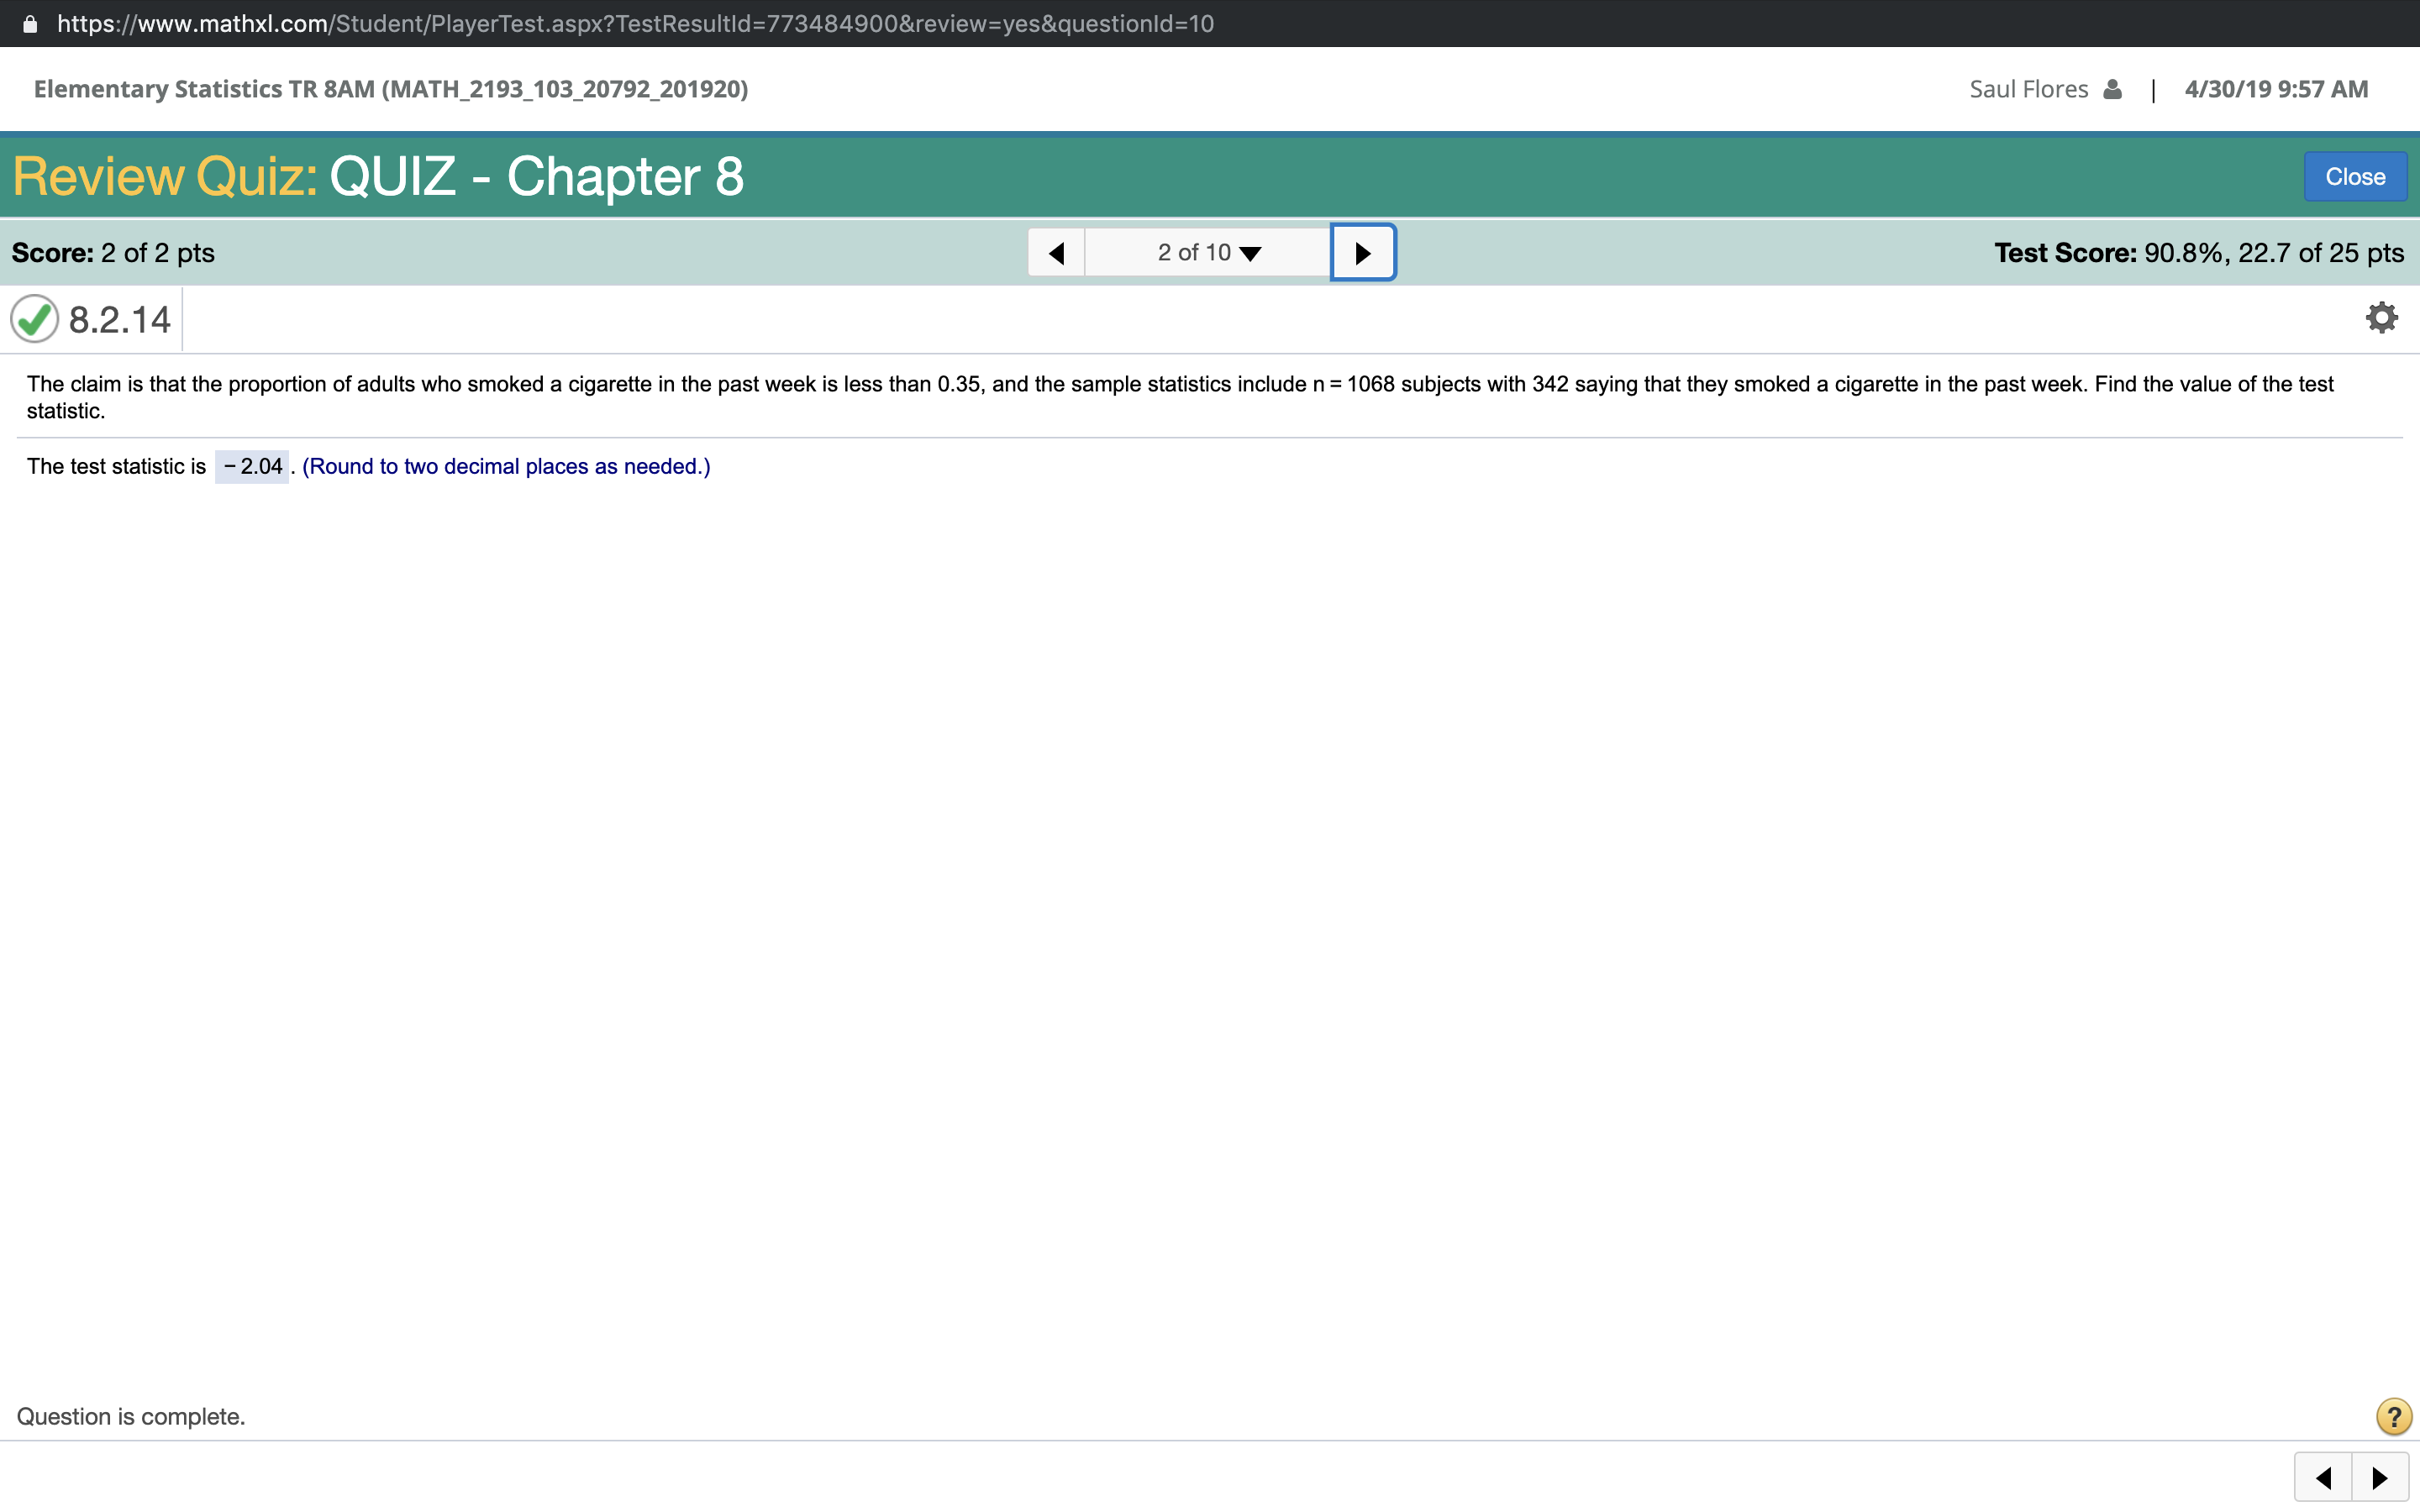 https://www.mathxl.com/Student/PlayerTest.aspx?TestResultId=773484900&review=yes&questionId=10
Elementary Statistics TR 8AM (MATH_2193_103_20792_201920)
Saul Flores | 4/30/19 9:57 AM
Review Quiz: QUIZ - Chapter 8
Close
Score: 2 of 2 pts
2 of 10
Test Score: 90.8%, 22.7 of 25 pts
8.2.14
The claim is that the proportion of adults who smoked a cigarette in the past week is less than 0.35, and the sample statistics include n = 1068 subjects with 342 saying that they smoked a cigarette in the past week. Find the value of the test
statistic.
The test statistic is − 2.04 . (Round to two decimal places as needed.)
Question is complete.
?